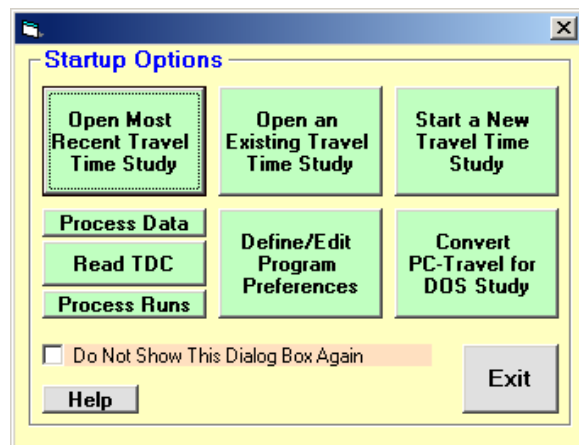 Startup Options
Open Most
Recent Travel
Time Study
Open an
Existing Travel
Time Study
Start a New
Travel Time
Study
Process Data
Read TDC
Process Runs
Define/Edit
Program
Preferences
Convert
PC-Travel for
DOS Study
Do Not Show This Dialog Box Again
Help
Exit